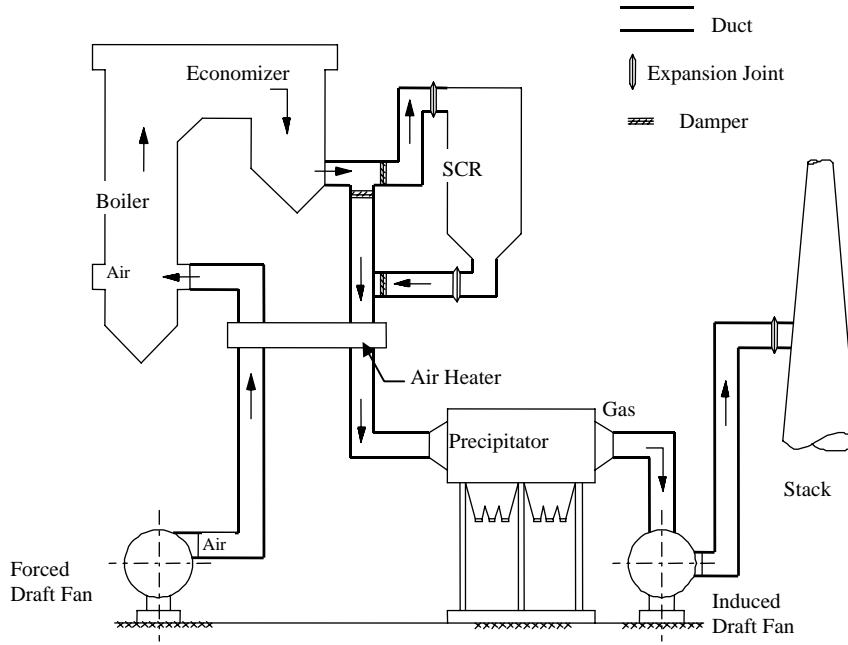 Duct
Economizer
Expansion Joint
Damper
SCR
Boiler
Air
Air Heater
Gas
Precipitator
Stack
Air
Forced
Draft Fan
Induced
Draft Fan